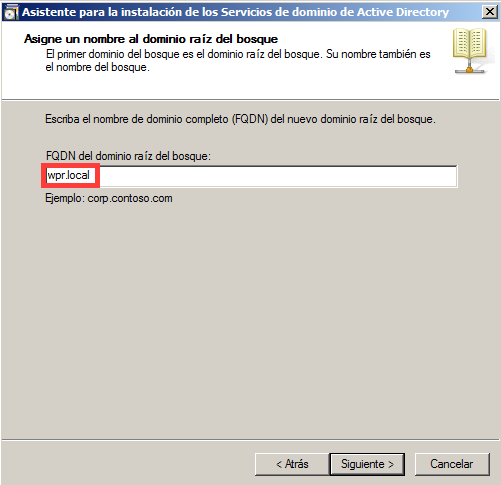 Asistente para la instalación de los Servicios de dominio de Active Directory
Asigne un nombre al dominio raíz del bosque
El primer dominio del bosque es el dominio raíz del bosque. Su nombre también es
el nombre del bosque.
Escriba el nombre de dominio completo (FQDN) del nuevo dominio raíz del bosque.
FQDN del dominio raíz del bosque:
wpr.local
Ejemplo: corp.contoso.com
< Atrás
Siguiente >
Cancelar